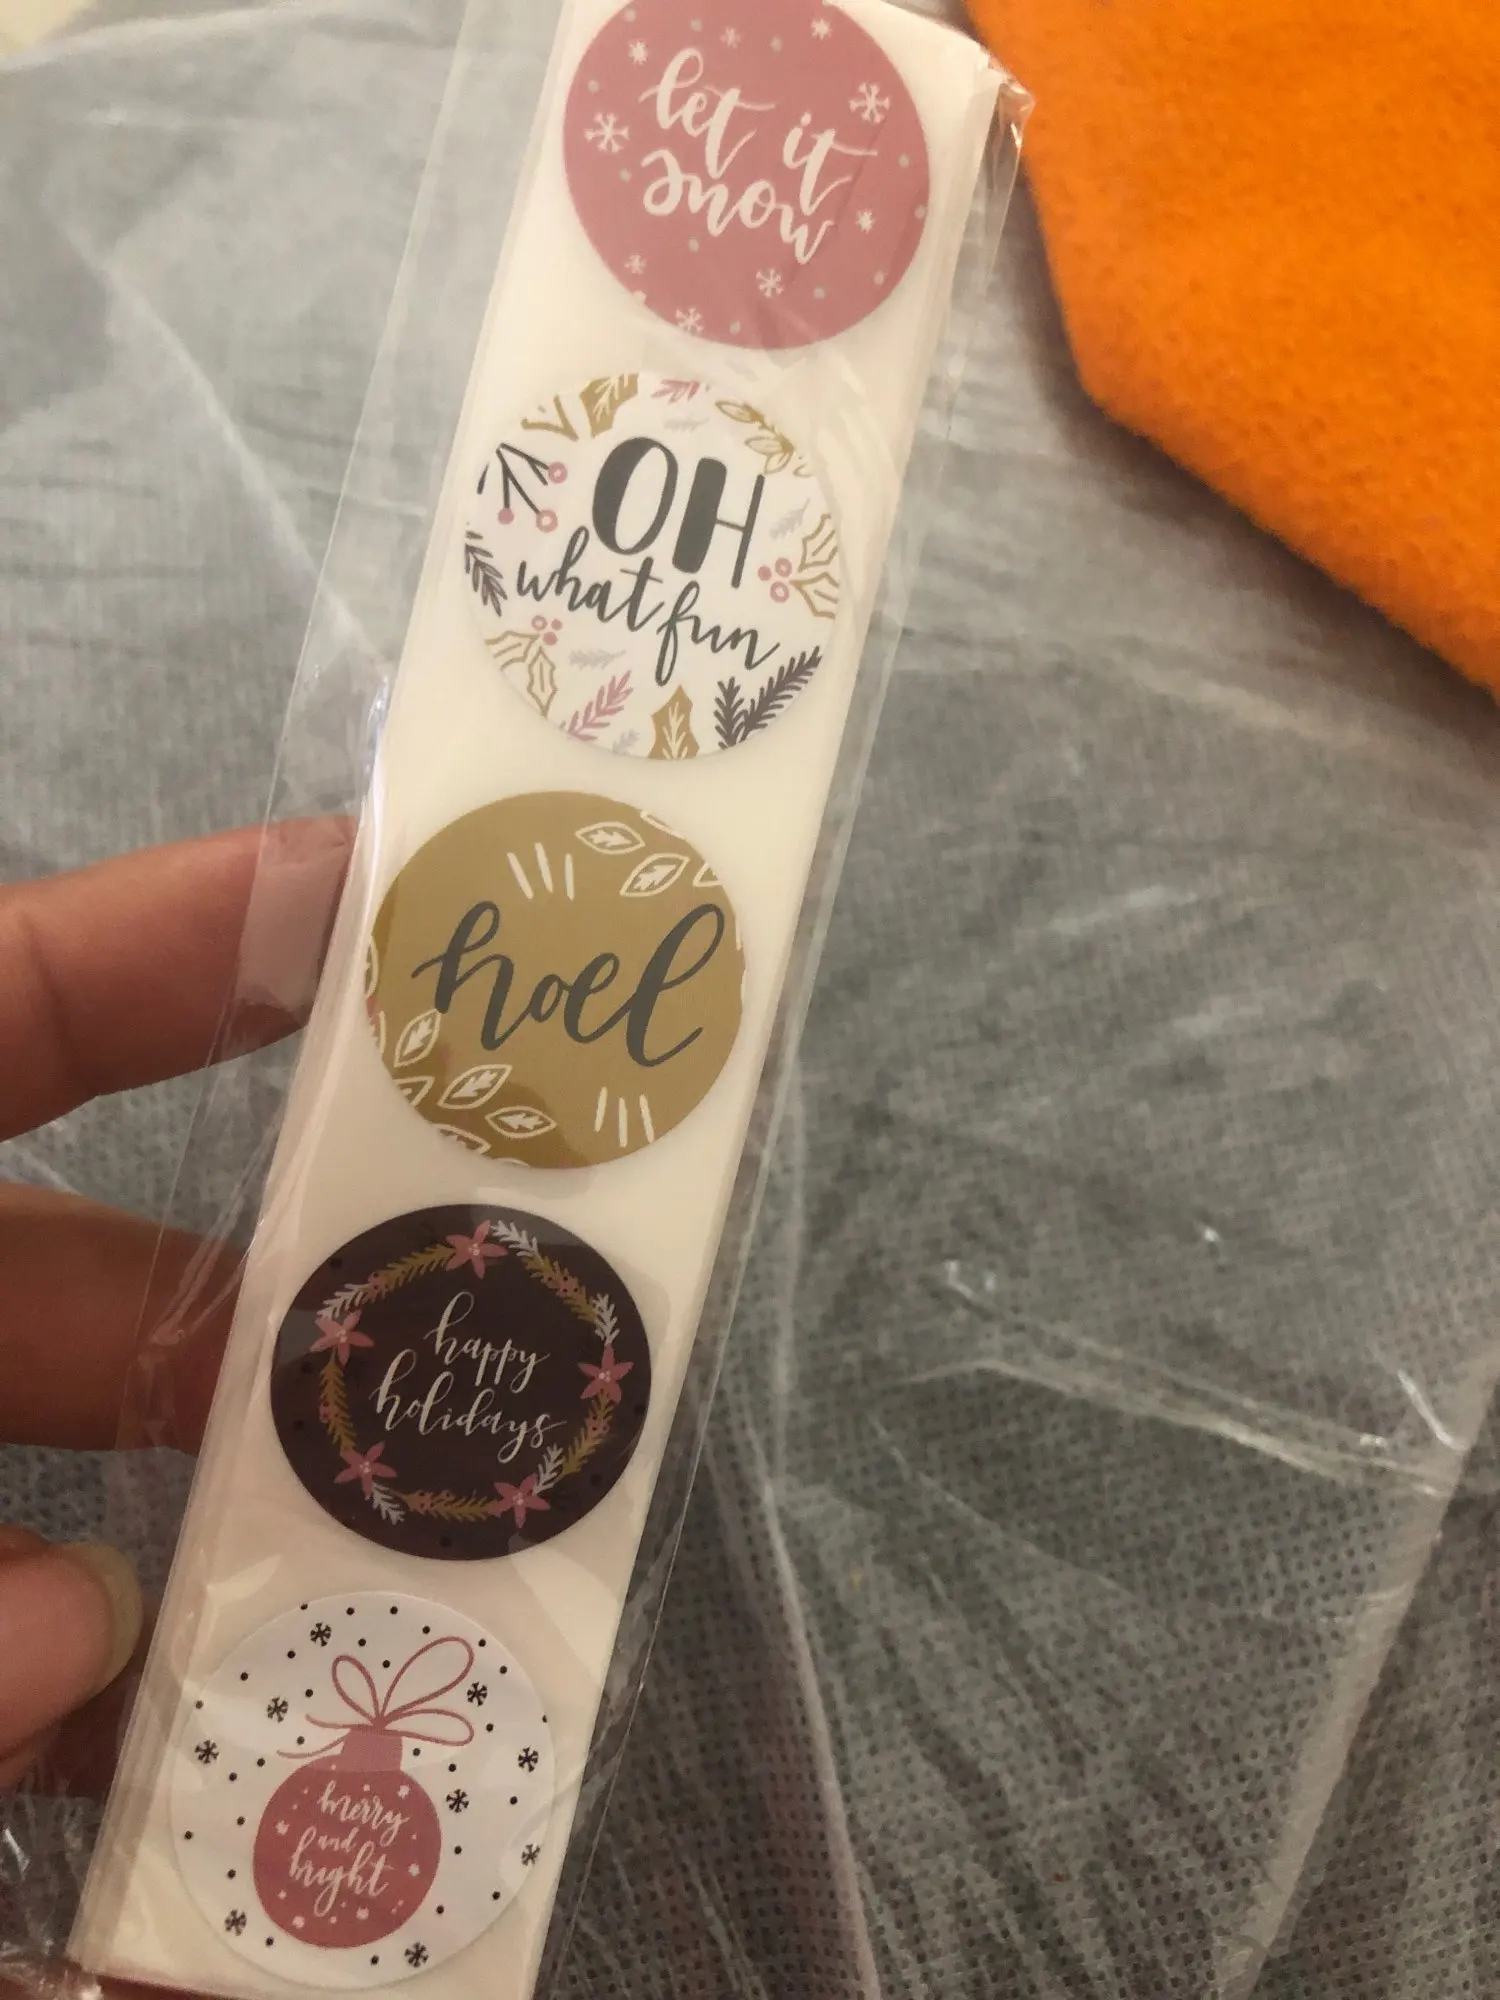 let it
snow
OH
what fun
noel
happy
holidays
merry
and
bright